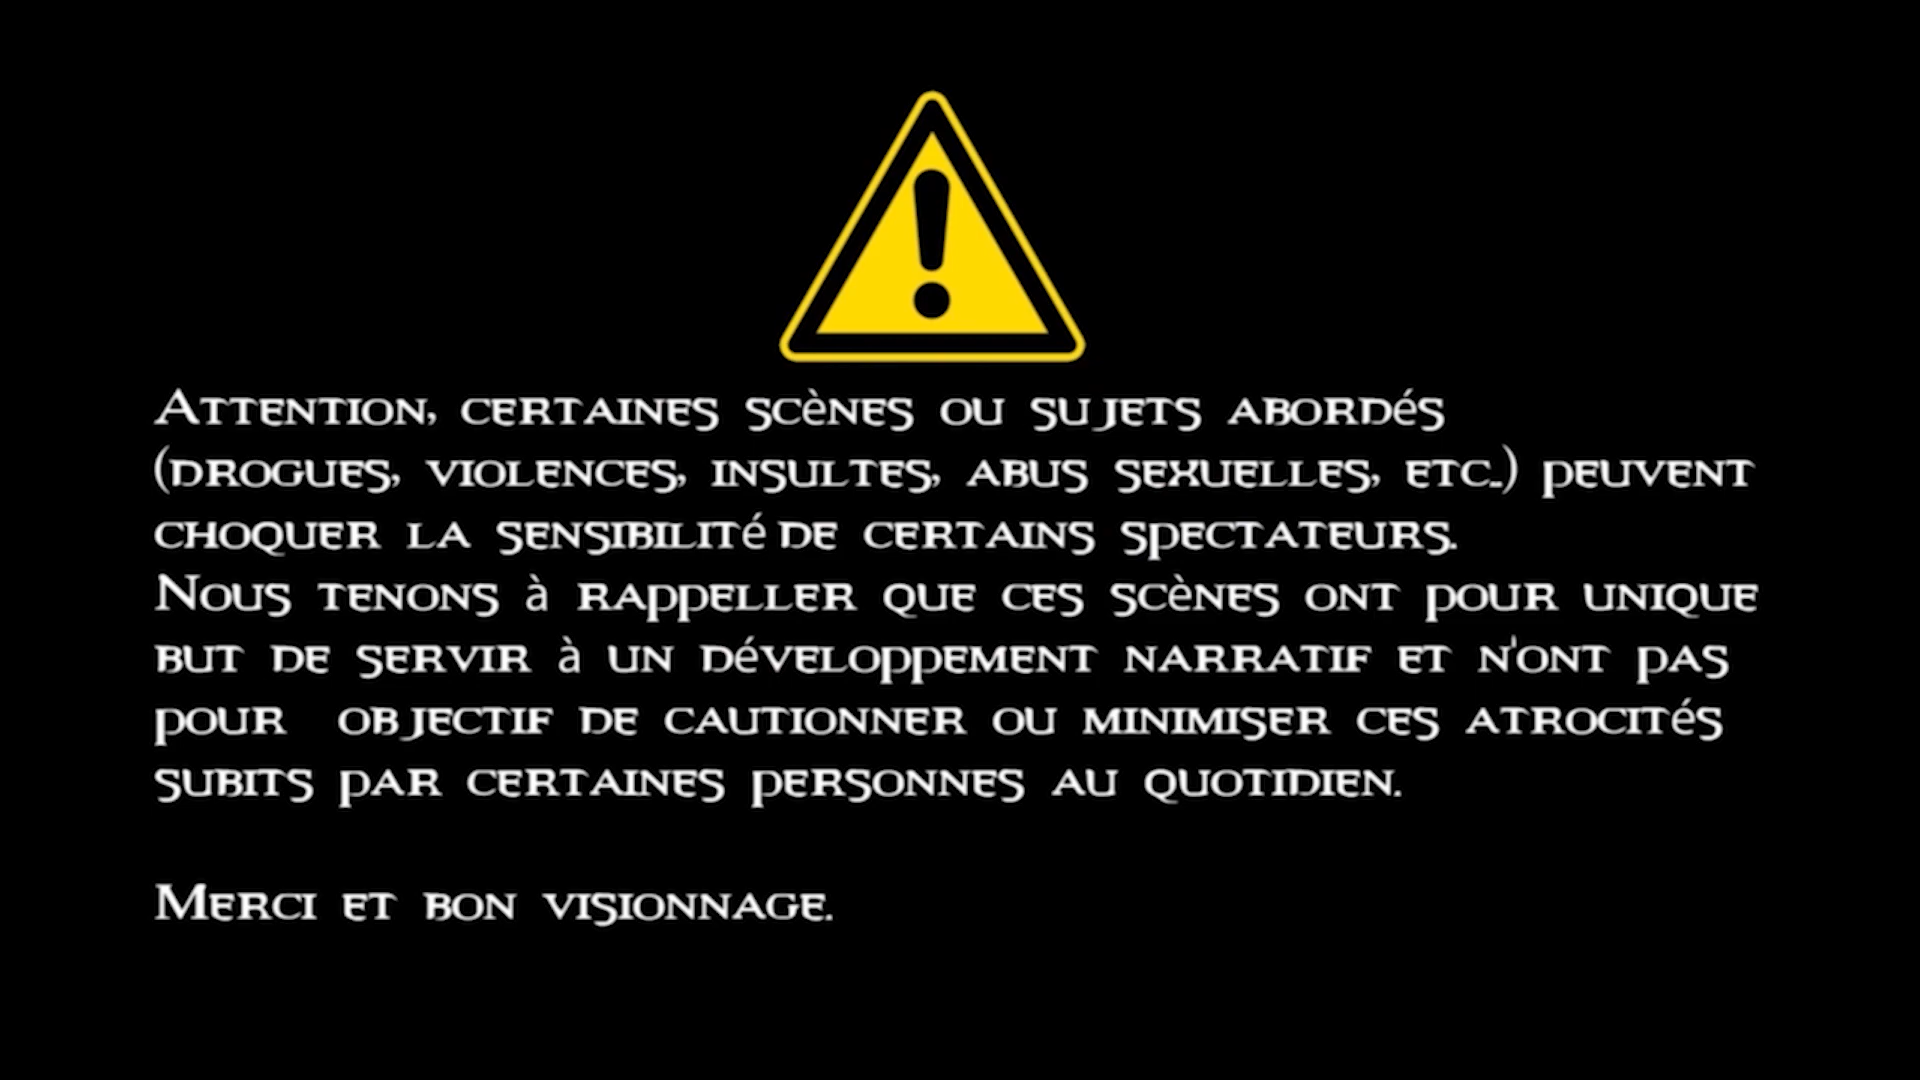 Attention, certaines scènes ou sujets abordés
(drogues, violences, insultes, abus sexuelles, etc..) peuvent
choquer la sensibilité de certains spectateurs.
Nous tenons à rappeller que ces scènes ont pour unique
but de servir à un développement narratif et n'ont pas
pour objectif de cautionner ou minimiser ces atrocités
subits par certaines personnes au quotidien.
Merci et bon visionnage.